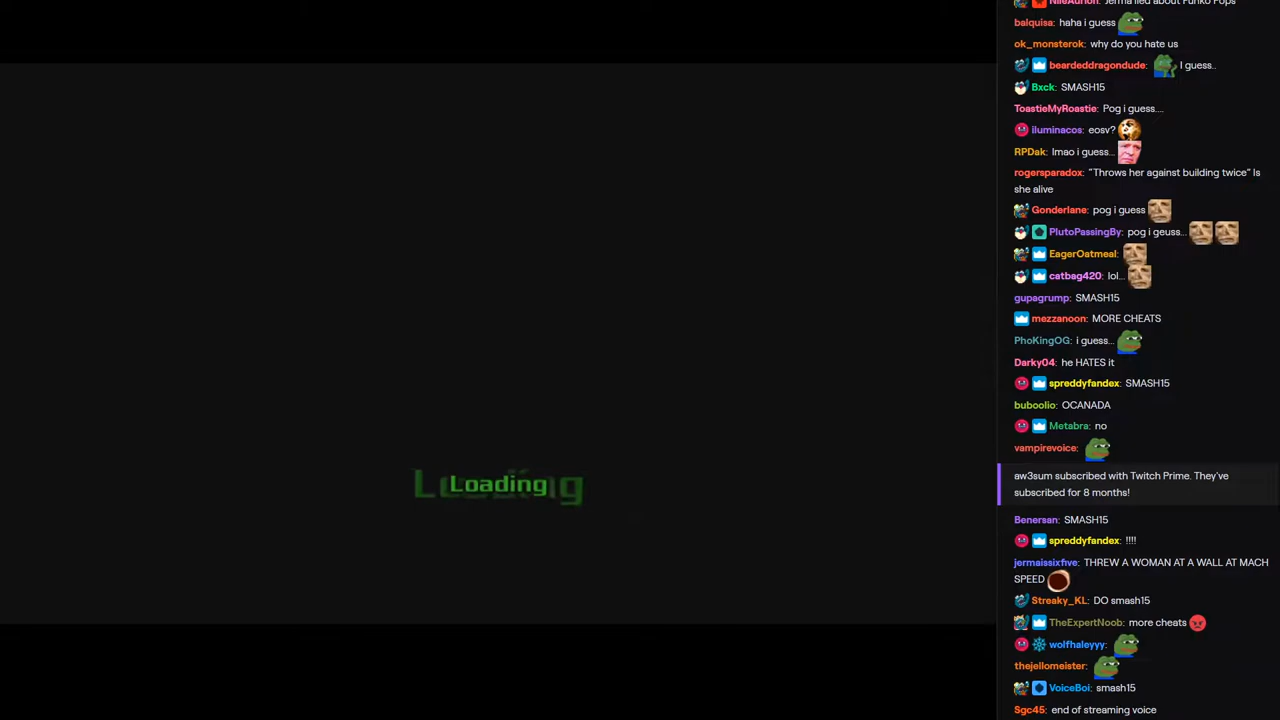 Loading
NileAurion: Jerma lied about Funko Pops
balquisa: haha i guess
ok_monsterok: why do you hate us
beardeddragondude: I guess..
Bxck: SMASH15
ToastieMyRoastie: Pog i guess....
iluminacos: eosv?
RPDak: lmao i guess...
rogersparadox: "Throws her against building twice" Is
she alive
Gonderlane: pog i guess
PlutoPassingBy: pog i geuss...
EagerOatmeal:
catbag420: lol...
gupagrump: SMASH15
mezzanoon: MORE CHEATS
PhoKingOG: i guess...
Darky04: he HATES it
spreddyfandex: SMASH15
buboolio: OCANADA
Metabra: no
vampirevoice:
aw3sum subscribed with Twitch Prime. They've
subscribed for 8 months!
Benersan: SMASH15
spreddyfandex: !!!!
jermaissixfive: THREW A WOMAN AT A WALL AT MACH
SPEED
Streaky_KL: DO smash15
TheExpertNoob: more cheats
wolfhaleyyy:
thejellomeister:
VoiceBoi: smash15
Sgc45: end of streaming voice